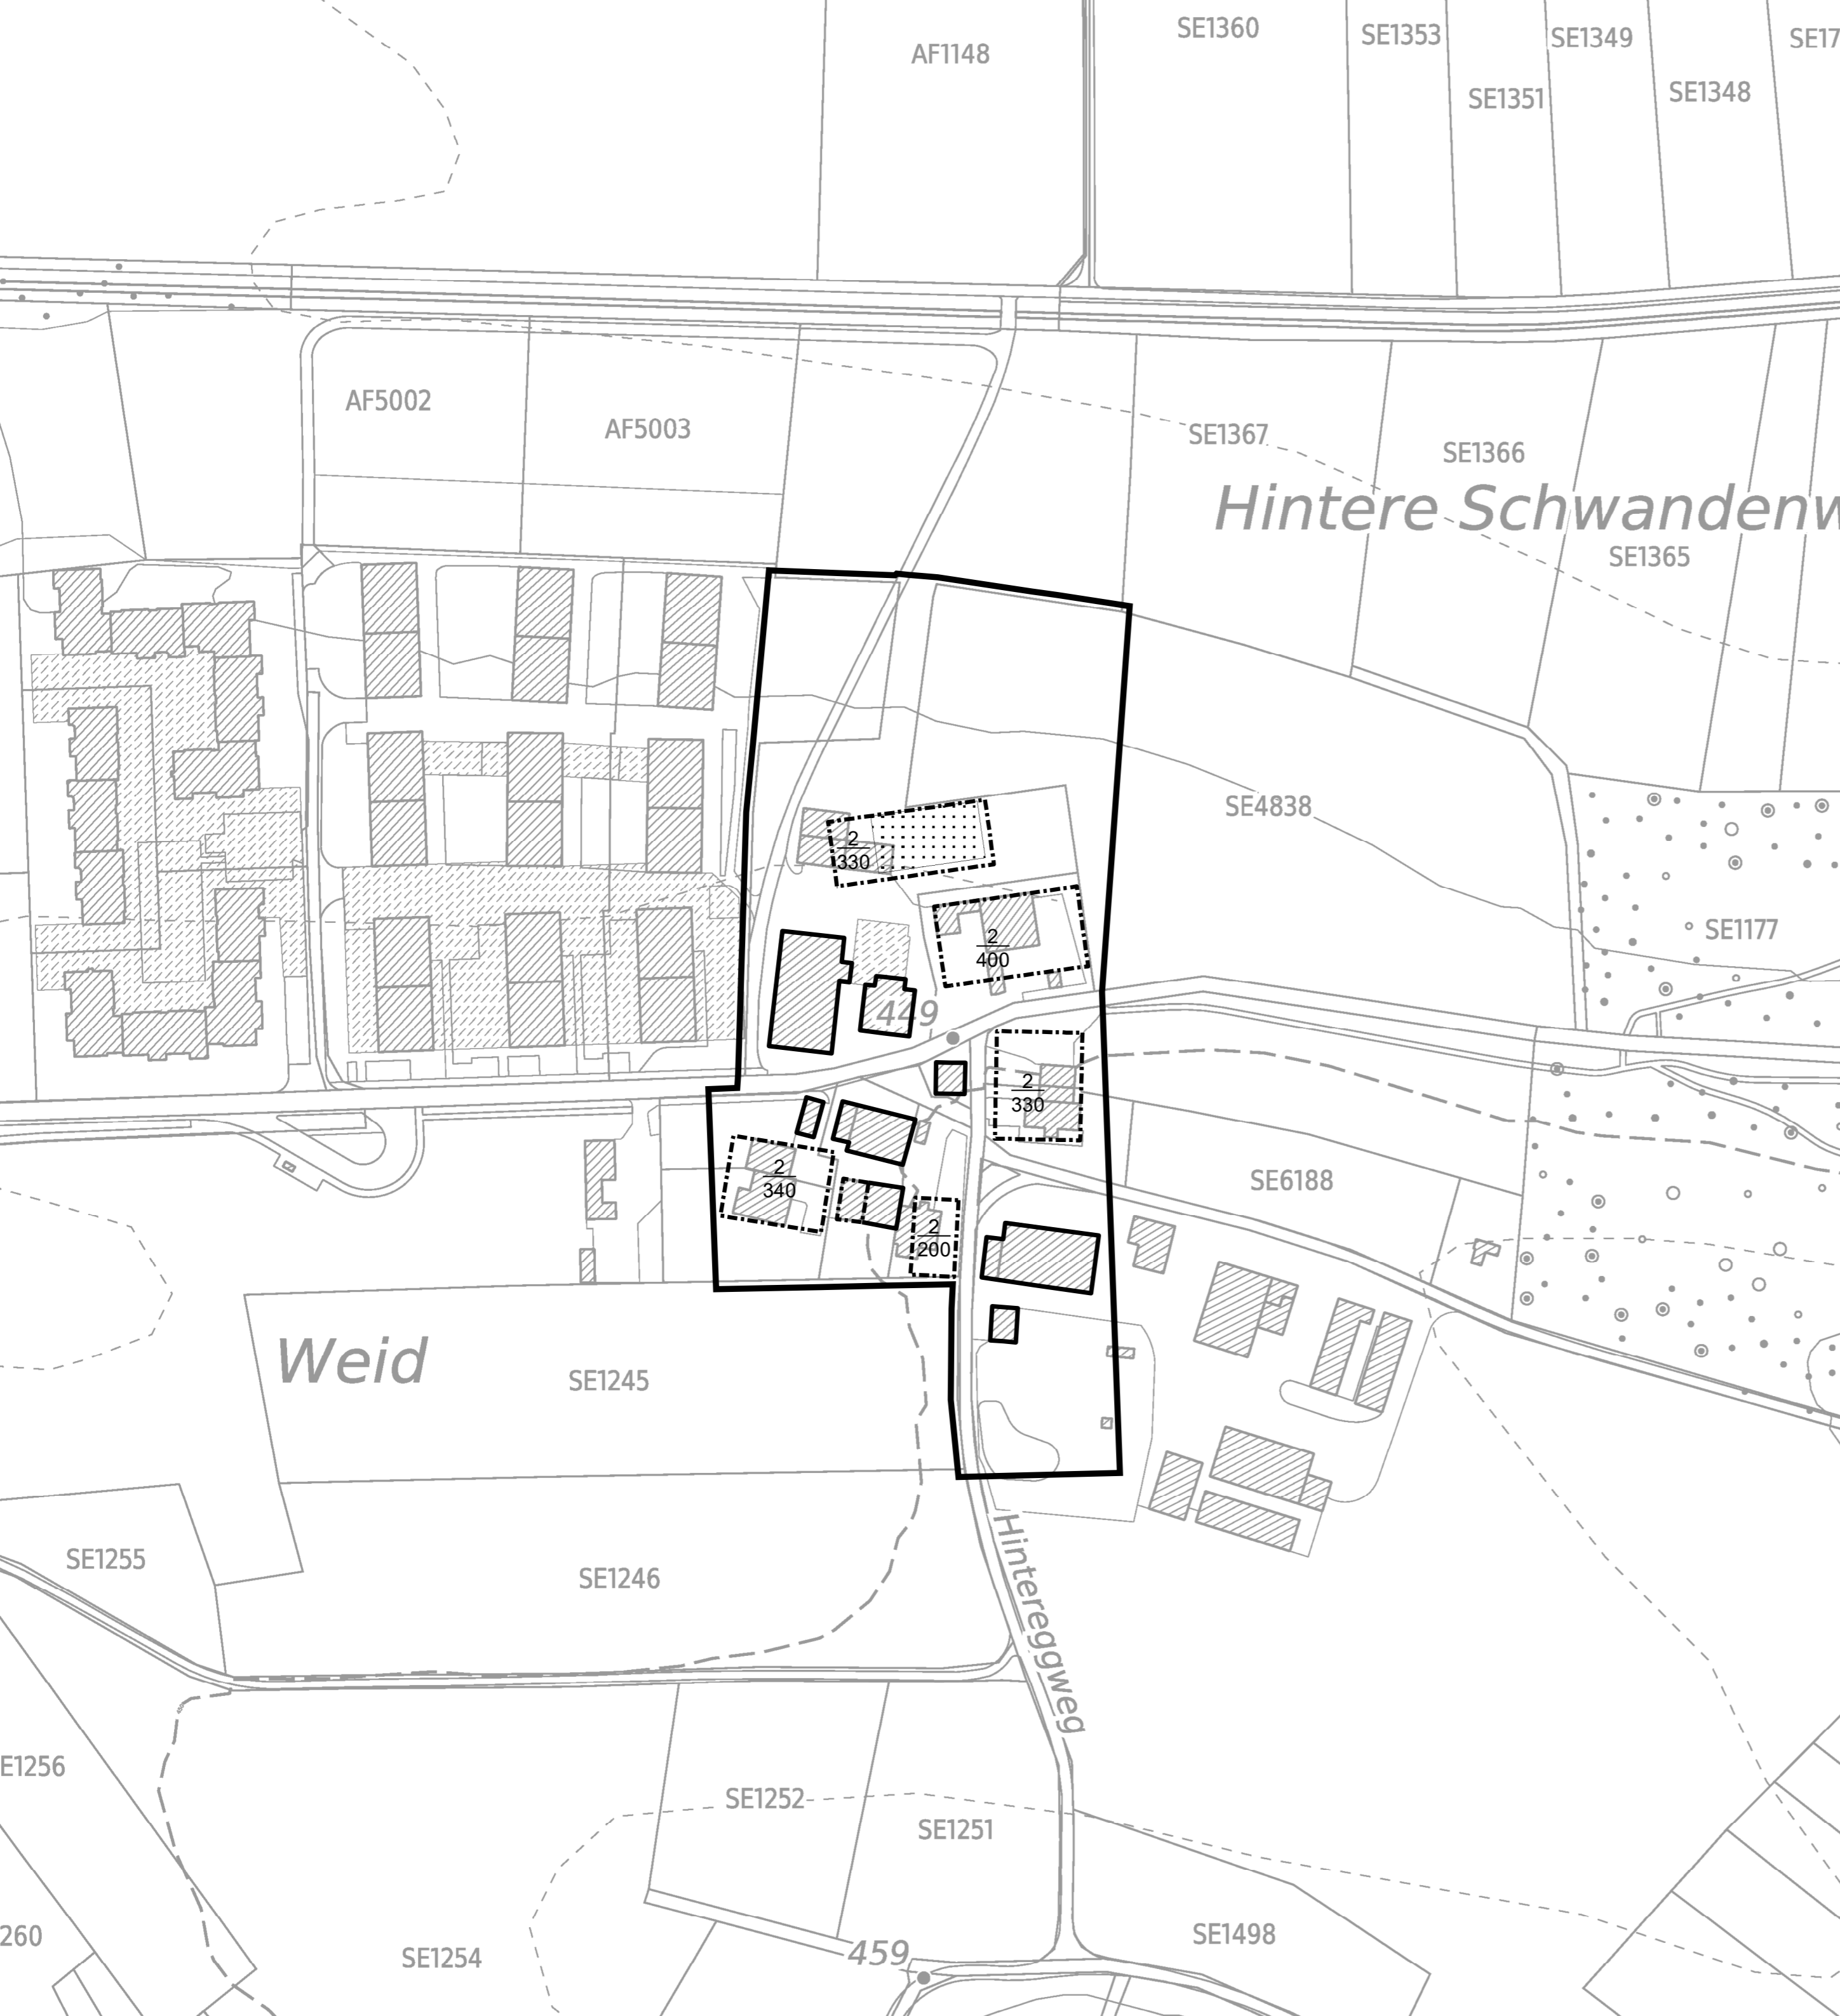 SE1360
SE1353
SE1349
SE17
AF1148
SE1348
SE1351
AF5002
AF5003
SE1367
SE1366
Hintere Schwandenw
SE1365
SE4838
2
330
SE1177
2
400
449
2
330
2
340
SE6188
2
200
Weid
SE1245
SE1255
SE1246
Hintereggweg
E1256
SE1252
SE1251
260
SE1254
459
SE1498